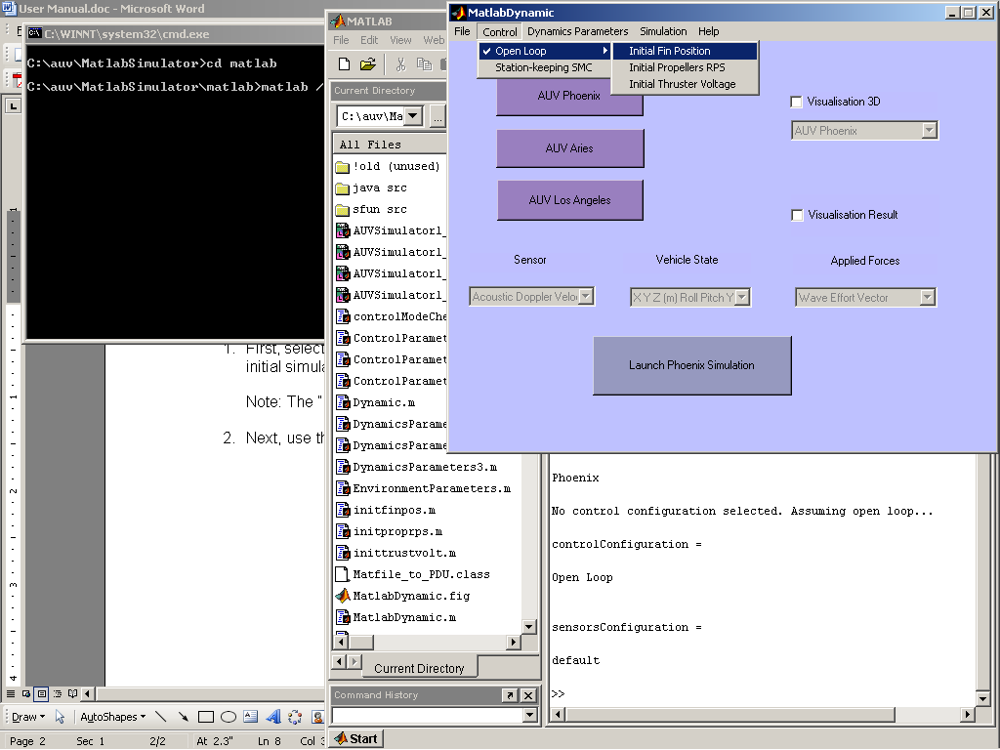 User Manual.doc - Microsoft Word
C:\WINNT\system32\cmd.exe
C:\auv\MatlabSimulator>cd matlab
C:\auv\MatlabSimulator\matlab>matlab /
1. First, select
initial simula
Note: The "
2. Next, use th
Draw
AutoShapes
Page 2 Sec 1 2/2 At 2.3" Ln 8 Col 3
MATLAB
File Edit View Web
Current Directory
C:\auv\Ma
...
All Files
!old (unused)
java src
sfun src
AUVSimulator1_
AUVSimulator1_
AUVSimulator1_
AUVSimulator1_
controlModeChe
ControlParamet
ControlParamet
ControlParamet
Dynamic.m
DynamicsParame
DynamicsParame
DynamicsParameters3.m
EnvironmentParameters.m
initfinpos.m
initproprps.m
inittrustvolt.m
Matfile_to_PDU.class
MatlabDynamic.fig
MatlabDynamic.m
Current Directory
Command History
Start
MatlabDynamic
File Control Dynamics Parameters Simulation Help
Open Loop
Station-keeping SMC
Initial Fin Position
Initial Propellers RPS
Initial Thruster Voltage
AUV Phoenix
AUV Aries
AUV Los Angeles
Visualisation 3D
AUV Phoenix
Visualisation Result
Sensor
Vehicle State
Applied Forces
Acoustic Doppler Velo
X Y Z (m) Roll Pitch Y
Wave Effort Vector
Launch Phoenix Simulation
Phoenix
No control configuration selected. Assuming open loop...
controlConfiguration =
Open Loop
sensorsConfiguration =
default
>>